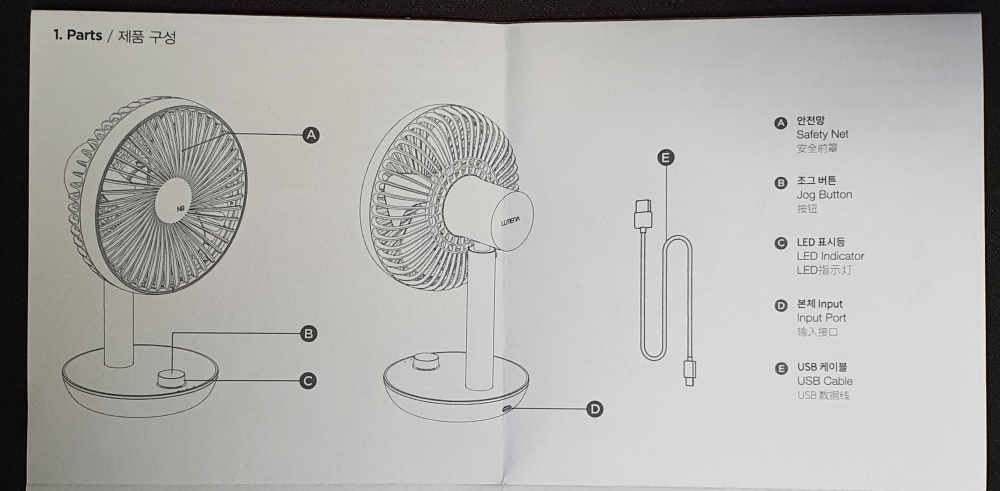 1. Parts / 제품 구성
A
B
C
D
E
LUMENA
A 안전망
Safety Net
安全前罩
B 조그 버튼
Jog Button
按钮
C LED 표시등
LED Indicator
LED指示灯
D 본체 Input
Input Port
输入接口
E USB 케이블
USB Cable
USB 数据线